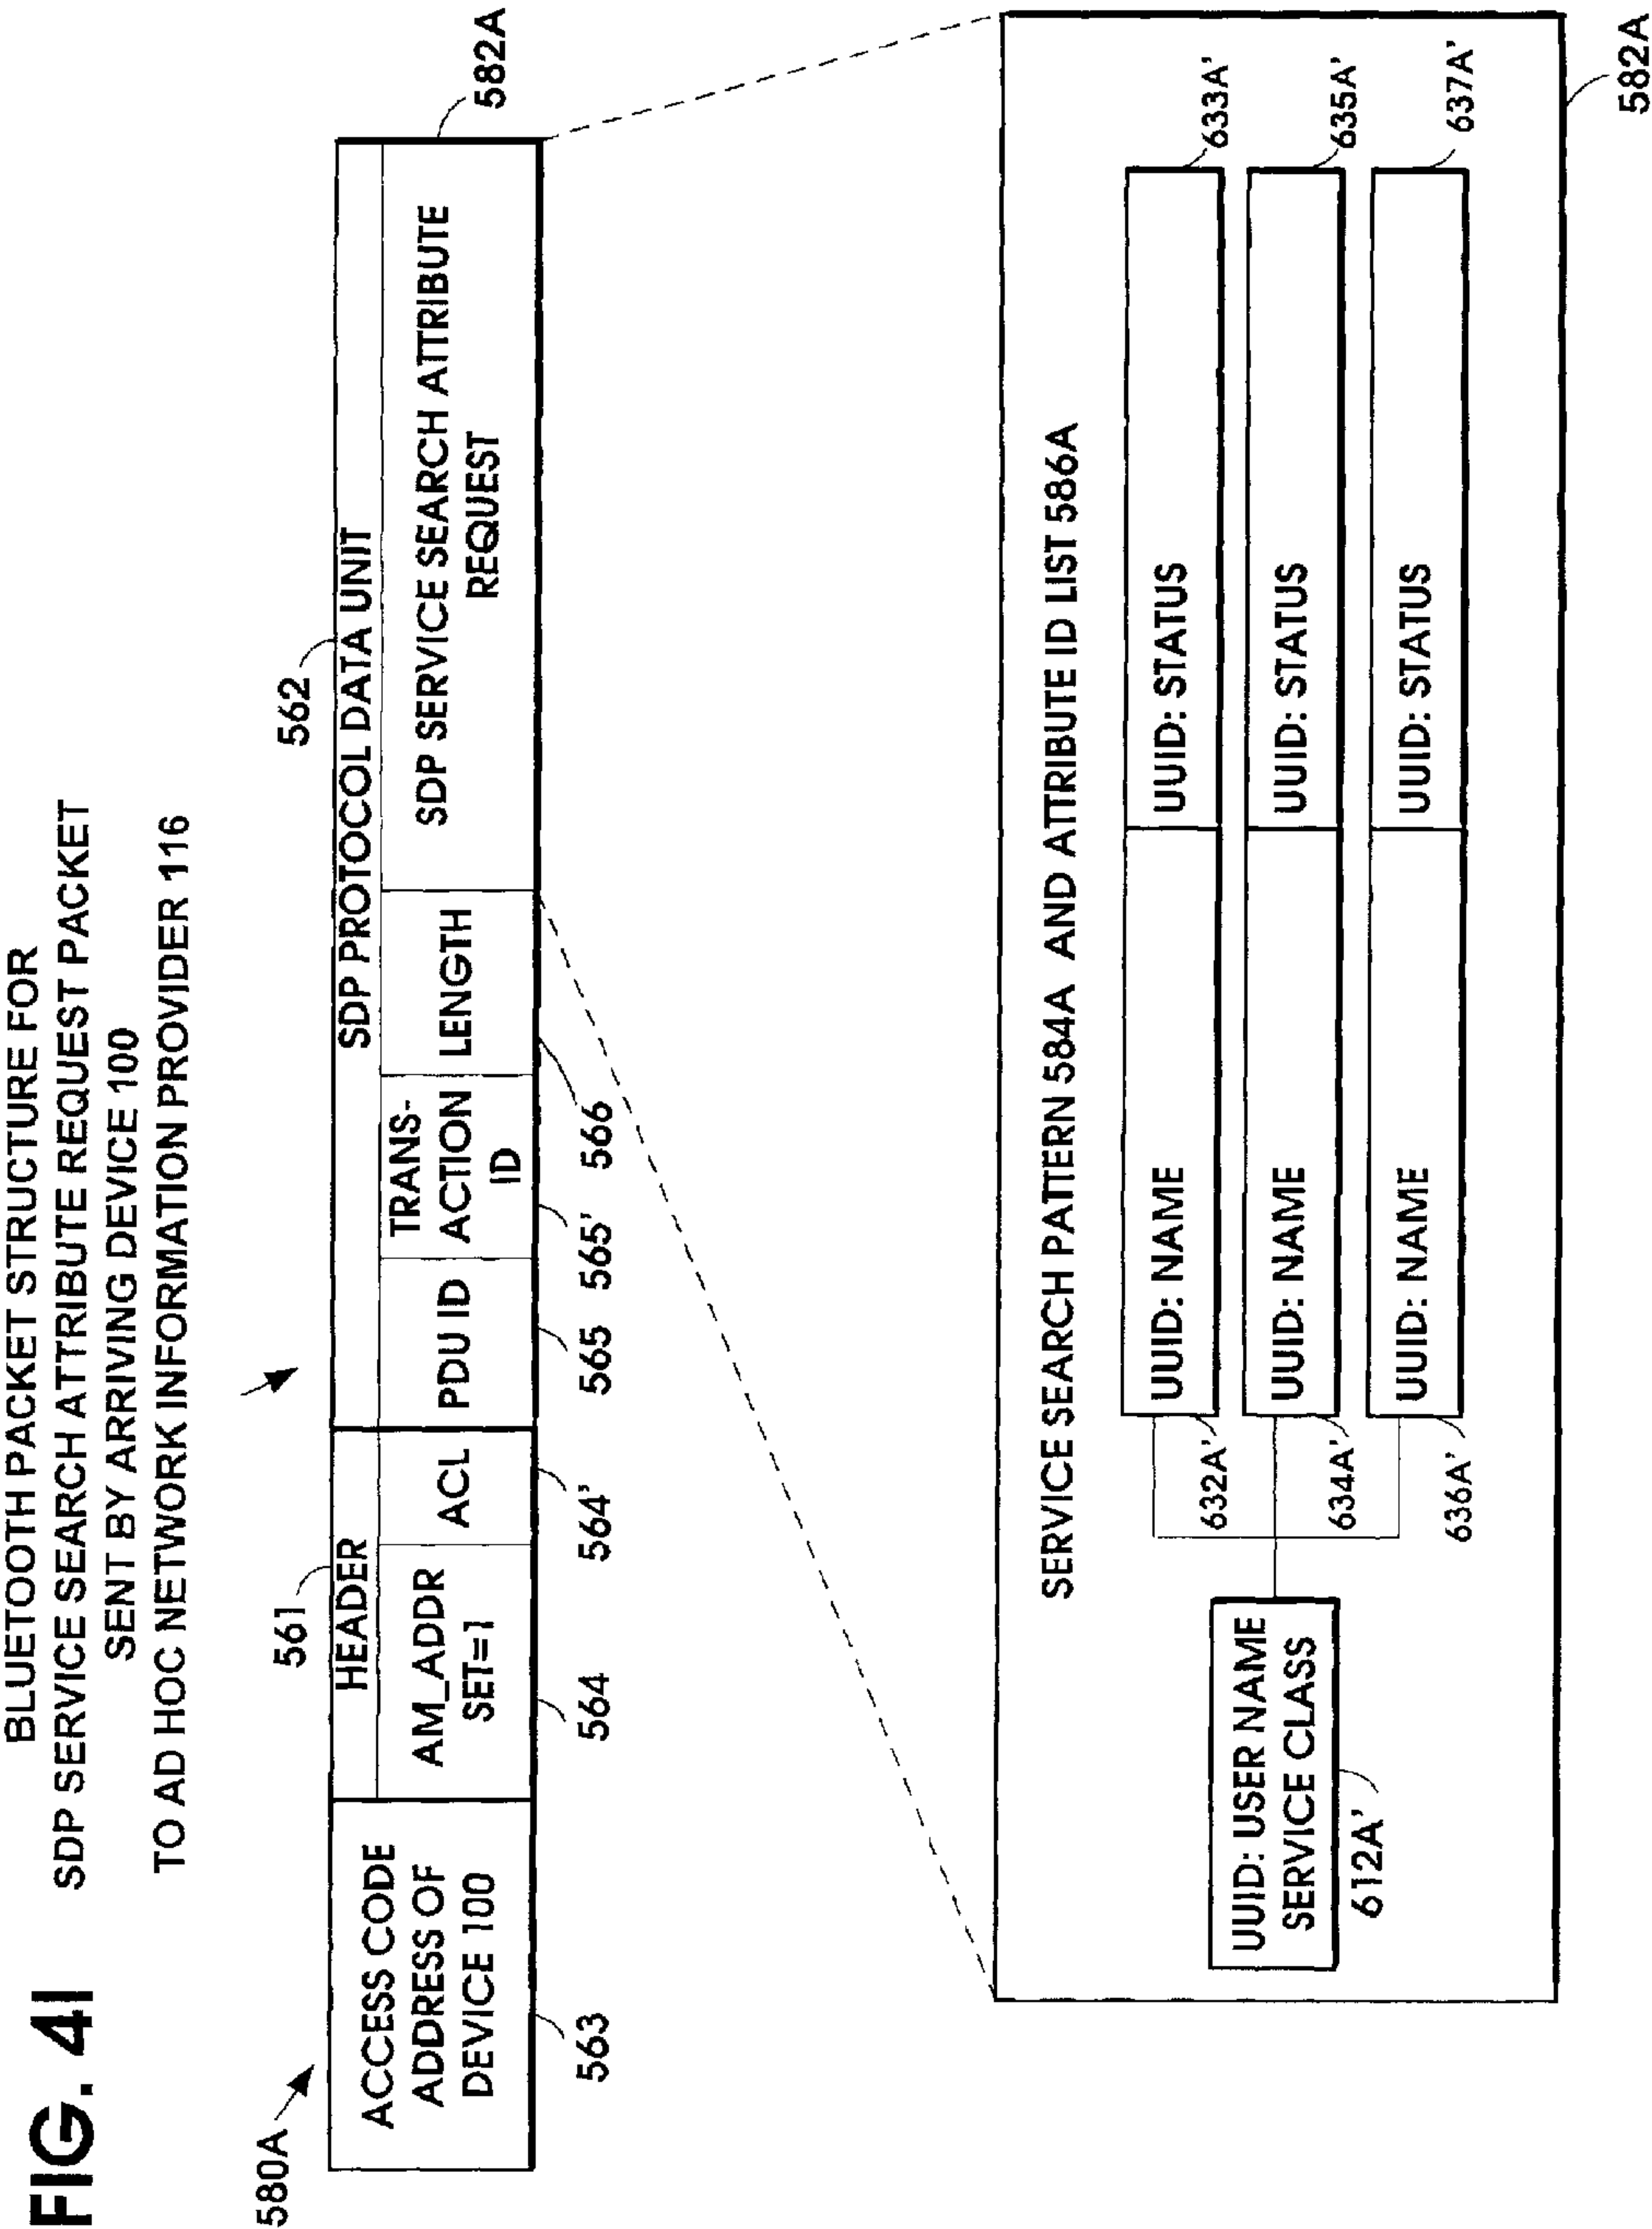 FIG. 4I
BLUETOOTH PACKET STRUCTURE FOR
SDP SERVICE SEARCH ATTRIBUTE REQUEST PACKET
SENT BY ARRIVING DEVICE 100
TO AD HOC NETWORK INFORMATION PROVIDER 116
580A
561
562
HEADER
SDP PROTOCOL DATA UNIT
ACCESS CODE
ADDRESS OF
DEVICE 100
AM_ADDR
SET=1
ACL
PDU ID
TRANS-
ACTION
ID
LENGTH
SDP SERVICE SEARCH ATTRIBUTE
REQUEST
582A
563
564
564'
565
565'
566
SERVICE SEARCH PATTERN 584A AND ATTRIBUTE ID LIST 586A
UUID: USER NAME
SERVICE CLASS
612A'
UUID: NAME
UUID: STATUS
632A'
633A'
UUID: NAME
UUID: STATUS
634A'
635A'
UUID: NAME
UUID: STATUS
636A'
637A'
582A